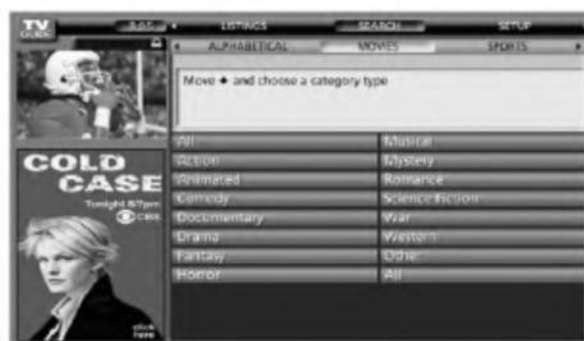 TV
GUIDE
LISTINGS SEARCH SETUP
ALPHABETICAL MOVIES SPORTS
Move and choose a category type
All Musical
Action Mystery
Animated Romance
Comedy Science Fiction
Documentary War
Drama Western
Fantasy Other
Horror All
COLD
CASE
Tonight 8/7pm
CBS
click
here